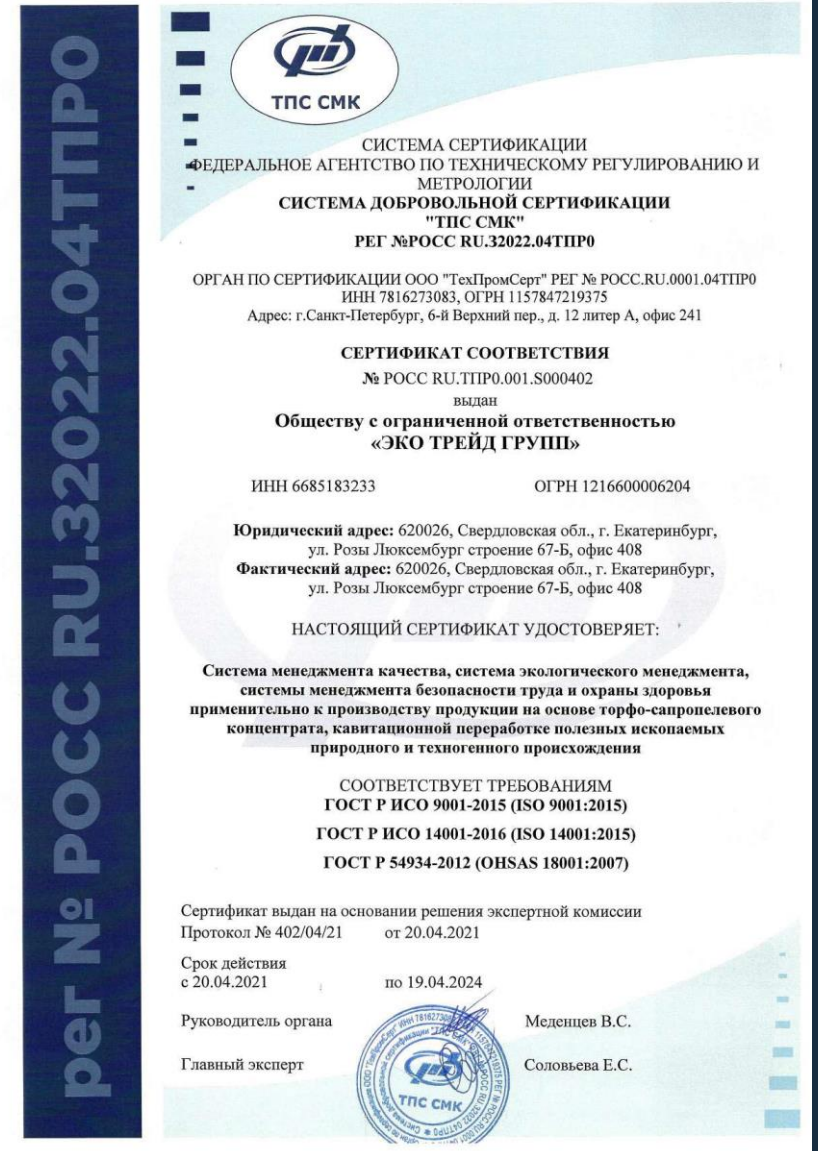 рег № РОСС RU.32022.04ТПРО
ТПС СМК
СИСТЕМА СЕРТИФИКАЦИИ
ФЕДЕРАЛЬНОЕ АГЕНТСТВО ПО ТЕХНИЧЕСКОМУ РЕГУЛИРОВАНИЮ И
МЕТРОЛОГИИ
СИСТЕМА ДОБРОВОЛЬНОЙ СЕРТИФИКАЦИИ
"ТПС СМК"
РЕГ №РОСС RU.32022.04ТПР0
ОРГАН ПО СЕРТИФИКАЦИИ ООО "ТехПромСерт" РЕГ № РОСС.RU.0001.04ТПР0
ИНН 7816273083, ОГРН 1157847219375
Адрес: г.Санкт-Петербург, 6-й Верхний пер., д. 12 литер А, офис 241
СЕРТИФИКАТ СООТВЕТСТВИЯ
№ РОСС RU.ТПР0.001.S000402
выдан
Обществу с ограниченной ответственностью
«ЭКО ТРЕЙД ГРУПП»
ИНН 6685183233 ОГРН 1216600006204
Юридический адрес: 620026, Свердловская обл., г. Екатеринбург,
ул. Розы Люксембург строение 67-Б, офис 408
Фактический адрес: 620026, Свердловская обл., г. Екатеринбург,
ул. Розы Люксембург строение 67-Б, офис 408
НАСТОЯЩИЙ СЕРТИФИКАТ УДОСТОВЕРЯЕТ:
Система менеджмента качества, система экологического менеджмента,
системы менеджмента безопасности труда и охраны здоровья
применительно к производству продукции на основе торфо-сапропелевого
концентрата, кавитационной переработке полезных ископаемых
природного и техногенного происхождения
СООТВЕТСТВУЕТ ТРЕБОВАНИЯМ
ГОСТ Р ИСО 9001-2015 (ISO 9001:2015)
ГОСТ Р ИСО 14001-2016 (ISO 14001:2015)
ГОСТ Р 54934-2012 (OHSAS 18001:2007)
Сертификат выдан на основании решения экспертной комиссии
Протокол № 402/04/21 от 20.04.2021
Срок действия
с 20.04.2021 по 19.04.2024
Руководитель органа Меденцев В.С.
Главный эксперт Соловьева Е.С.
ТПС СМК